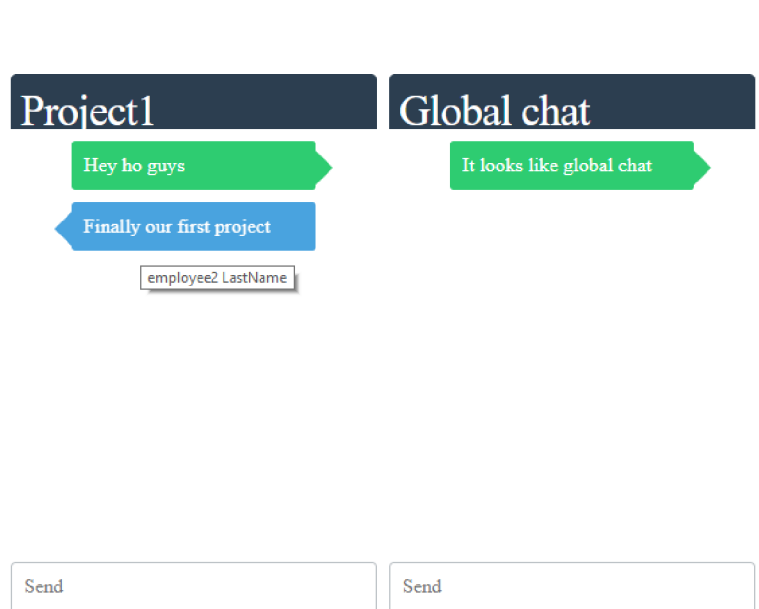 Project1
Hey ho guys
Finally our first project
employee2 LastName
Send
Global chat
It looks like global chat
Send